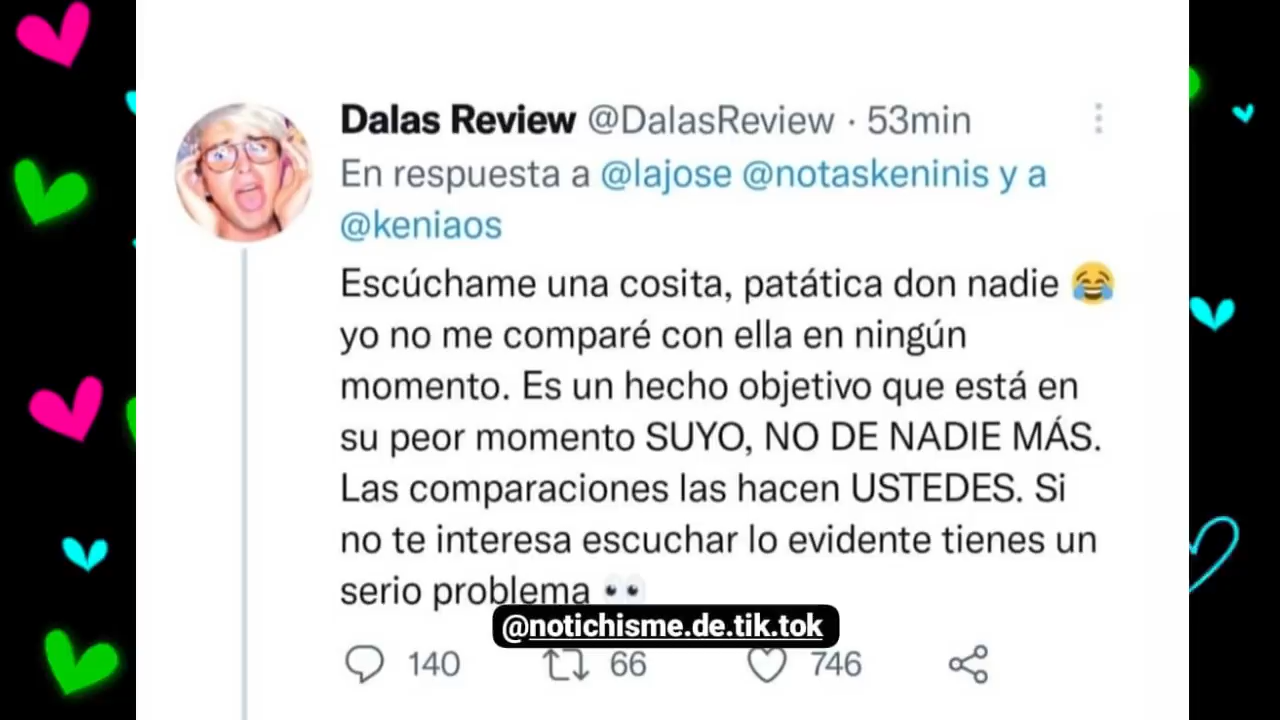 Dalas Review @DalasReview · 53min
En respuesta a @lajose @notaskeninis y a
@keniaos
Escúchame una cosita, patática don nadie 😂
yo no me comparé con ella en ningún
momento. Es un hecho objetivo que está en
su peor momento SUYO, NO DE NADIE MÁS.
Las comparaciones las hacen USTEDES. Si
no te interesa escuchar lo evidente tienes un
serio problema 👀
@notichisme.de.tik.tok
140 66 746